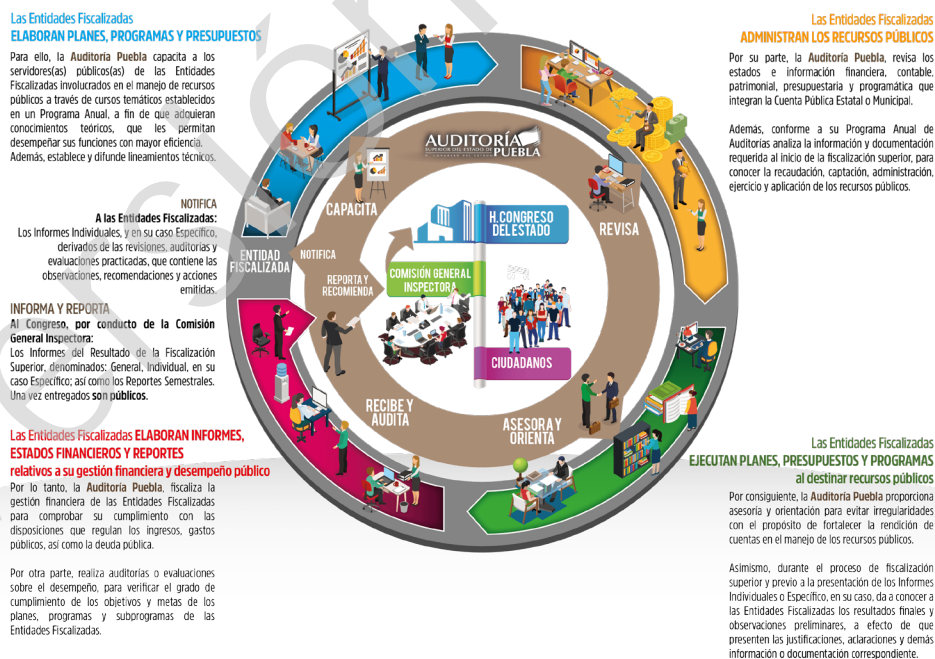 Las Entidades Fiscalizadas
ELABORAN PLANES, PROGRAMAS Y PRESUPUESTOS
Para ello, la Auditoría Puebla capacita a los
servidores(as) públicos(as) de las Entidades
Fiscalizadas involucrados en el manejo de recursos
públicos a través de cursos temáticos establecidos
en un Programa Anual, a fin de que adquieran
conocimientos teóricos, que les permitan
desempeñar sus funciones con mayor eficiencia.
Además, establece y difunde lineamientos técnicos.
NOTIFICA
A las Entidades Fiscalizadas:
Los Informes Individuales, y en su caso Específico,
derivados de las revisiones, auditorías y
evaluaciones practicadas, que contiene las
observaciones, recomendaciones y acciones
emitidas.
INFORMA Y REPORTA
Al Congreso, por conducto de la Comisión
General Inspectora:
Los Informes del Resultado de la Fiscalización
Superior, denominados: General, Individual, en su
caso Específico; así como los Reportes Semestrales.
Una vez entregados son públicos.
Las Entidades Fiscalizadas ELABORAN INFORMES,
ESTADOS FINANCIEROS Y REPORTES
relativos a su gestión financiera y desempeño público
Por lo tanto, la Auditoría Puebla, fiscaliza la
gestión financiera de las Entidades Fiscalizadas
para comprobar su cumplimiento con las
disposiciones que regulan los ingresos, gastos
públicos, así como la deuda pública.
Por otra parte, realiza auditorías o evaluaciones
sobre el desempeño, para verificar el grado de
cumplimiento de los objetivos y metas de los
planes, programas y subprogramas de las
Entidades Fiscalizadas.
AUDITORÍA
SUPERIOR DEL ESTADO DE
PUEBLA
CAPACITA
REVISA
H. CONGRESO
DEL ESTADO
ENTIDAD
FISCALIZADA
NOTIFICA
REPORTA Y
RECOMIENDA
COMISIÓN GENERAL
INSPECTORA
CIUDADANOS
RECIBE Y
AUDITA
ASESORA Y
ORIENTA
Las Entidades Fiscalizadas
ADMINISTRAN LOS RECURSOS PÚBLICOS
Por su parte, la Auditoría Puebla, revisa los
estados e información financiera, contable,
patrimonial, presupuestaria y programática que
integran la Cuenta Pública Estatal o Municipal.
Además, conforme a su Programa Anual de
Auditorías analiza la información y documentación
requerida al inicio de la fiscalización superior, para
conocer la recaudación, captación, administración,
ejercicio y aplicación de los recursos públicos.
Las Entidades Fiscalizadas
EJECUTAN PLANES, PRESUPUESTOS Y PROGRAMAS
al destinar recursos públicos
Por consiguiente, la Auditoría Puebla proporciona
asesoría y orientación para evitar irregularidades
con el propósito de fortalecer la rendición de
cuentas en el manejo de los recursos públicos.
Asimismo, durante el proceso de fiscalización
superior y previo a la presentación de los Informes
Individuales o Específico, en su caso, da a conocer a
las Entidades Fiscalizadas los resultados finales y
observaciones preliminares, a efecto de que
presenten las justificaciones, aclaraciones y demás
información o documentación correspondiente.